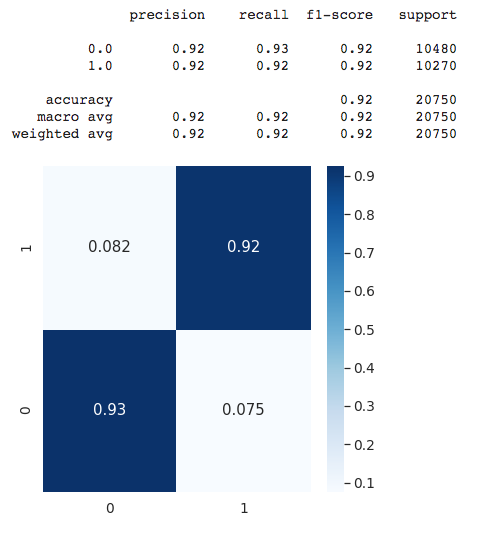 precision recall f1-score support
0.0 0.92 0.93 0.92 10480
1.0 0.92 0.92 0.92 10270
accuracy 0.92 20750
macro avg 0.92 0.92 0.92 20750
weighted avg 0.92 0.92 0.92 20750
0.9
0.8
0.7
0.6
0.5
0.4
0.3
0.2
0.1
1 0.082 0.92
0 0.93 0.075
0 1